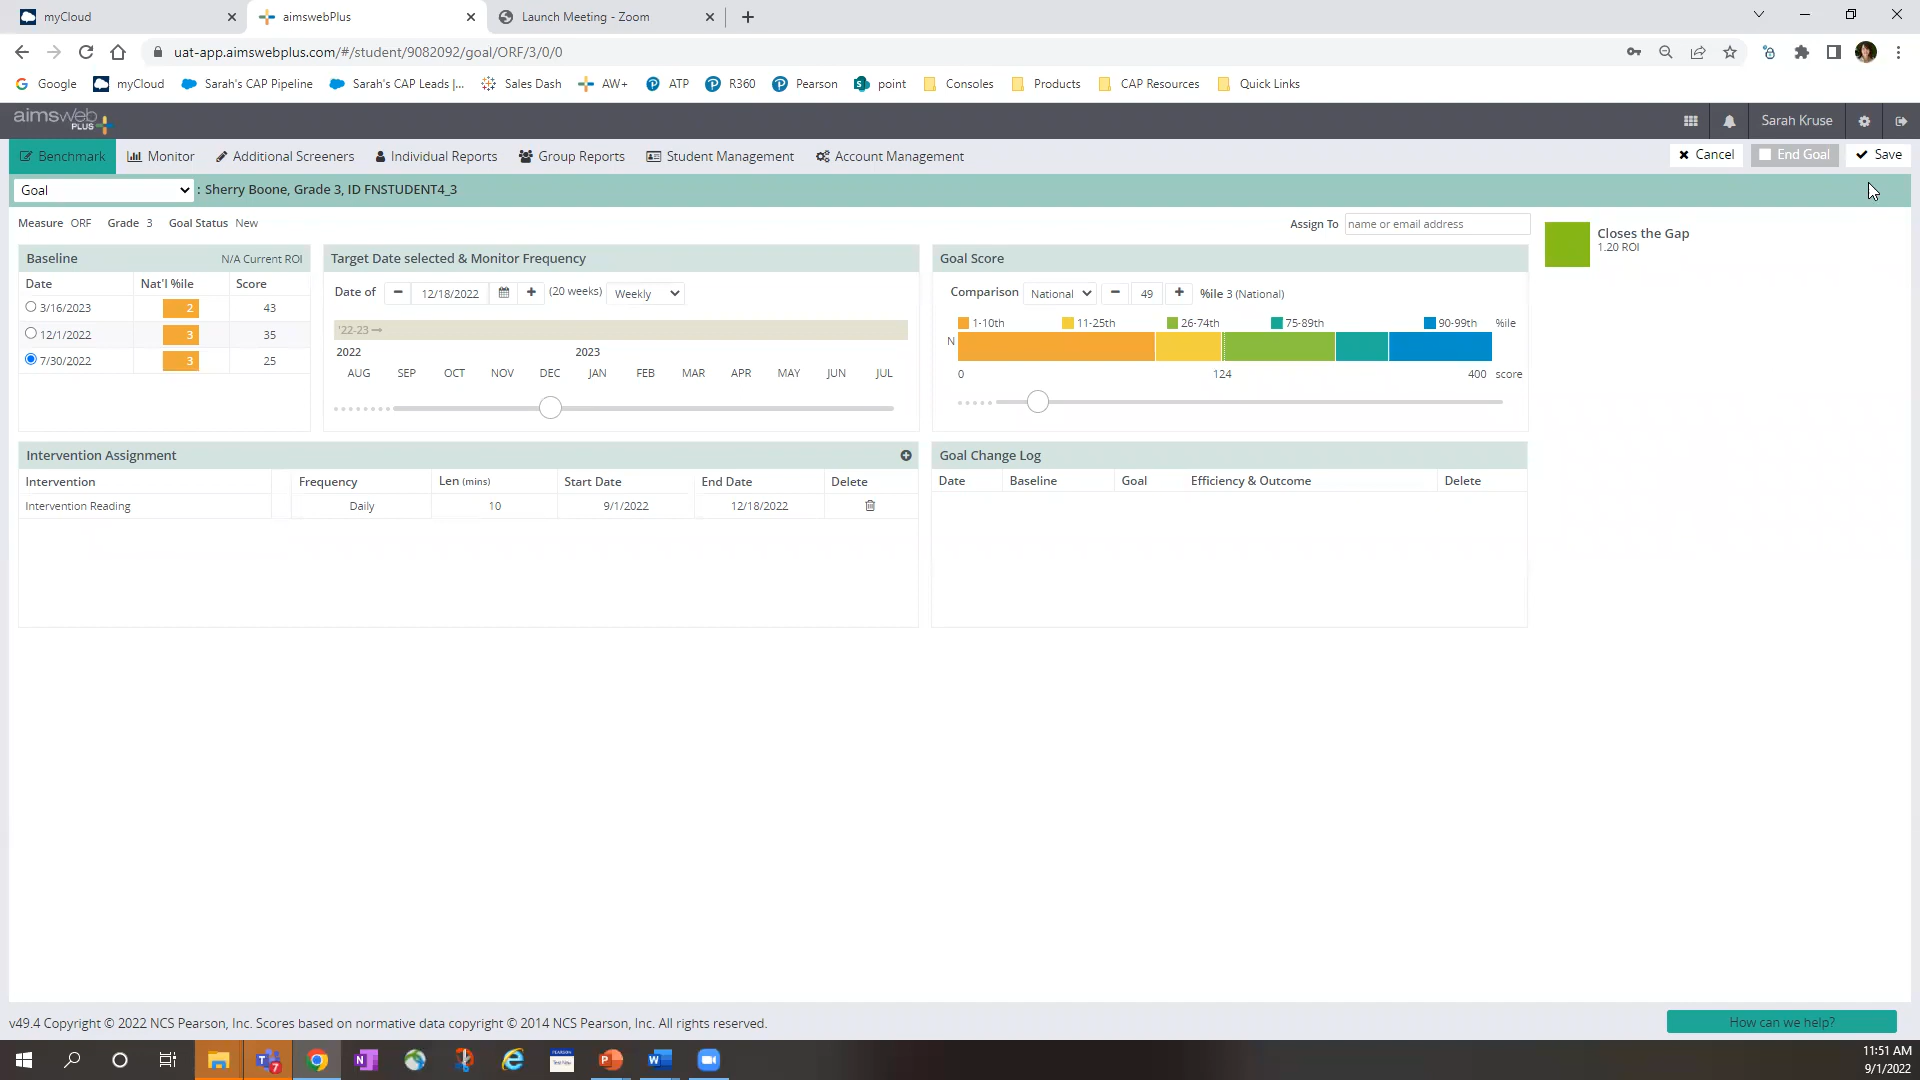 myCloud
aimswebPlus
Launch Meeting - Zoom
uat-app.aimswebplus.com/#/student/9082092/goal/ORF/3/0/0
Google myCloud Sarah's CAP Pipeline Sarah's CAP Leads |... Sales Dash AW+ ATP R360 Pearson point Consoles Products CAP Resources Quick Links
aimsweb PLUS
Sarah Kruse
Benchmark Monitor Additional Screeners Individual Reports Group Reports Student Management Account Management Cancel End Goal Save
Goal : Sherry Boone, Grade 3, ID FNSTUDENT4_3
Measure ORF Grade 3 Goal Status New
Assign To name or email address
Closes the Gap
1.20 ROI
Baseline N/A Current ROI
Date Nat'l %ile Score
3/16/2023 2 43
12/1/2022 3 35
7/30/2022 3 25
Target Date selected & Monitor Frequency
Date of − 12/18/2022 + (20 weeks) Weekly
'22-23 →
2022 2023
AUG SEP OCT NOV DEC JAN FEB MAR APR MAY JUN JUL
Goal Score
Comparison National − 49 + %ile 3 (National)
1-10th 11-25th 26-74th 75-89th 90-99th %ile
N
0 124 400 score
Intervention Assignment
Intervention Frequency Len (mins) Start Date End Date Delete
Intervention Reading Daily 10 9/1/2022 12/18/2022
Goal Change Log
Date Baseline Goal Efficiency & Outcome Delete
v49.4 Copyright © 2022 NCS Pearson, Inc. Scores based on normative data copyright © 2014 NCS Pearson, Inc. All rights reserved.
How can we help?
7
11:51 AM
9/1/2022